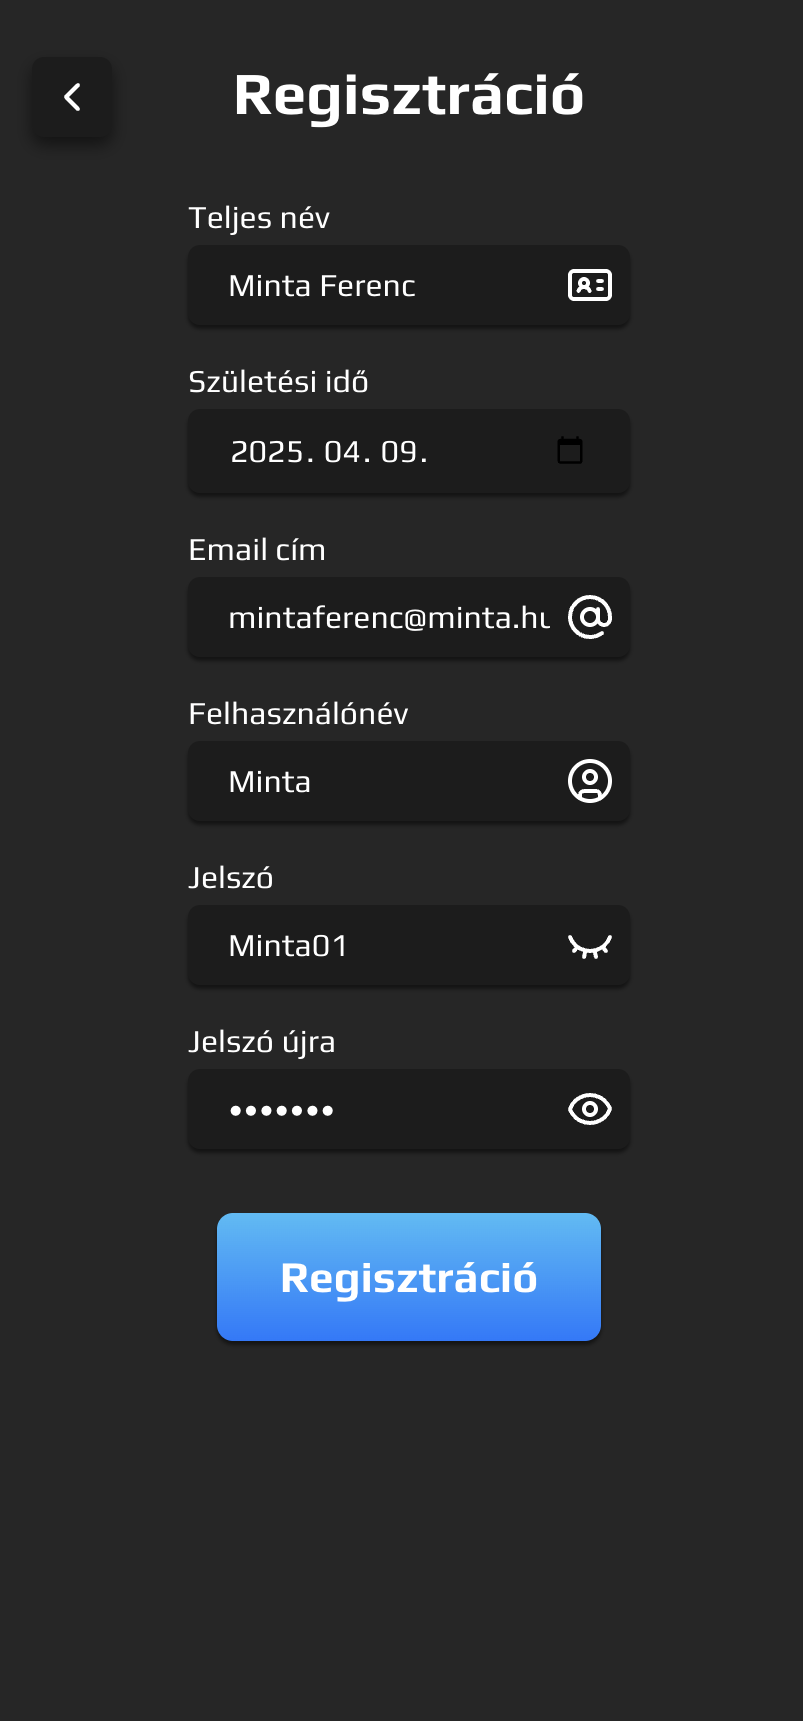 Regisztráció
Teljes név
Minta Ferenc
Születési idő
2025. 04. 09.
Email cím
mintaferenc@minta.hu
Felhasználónév
Minta
Jelszó
Minta01
Jelszó újra
•••••••
Regisztráció